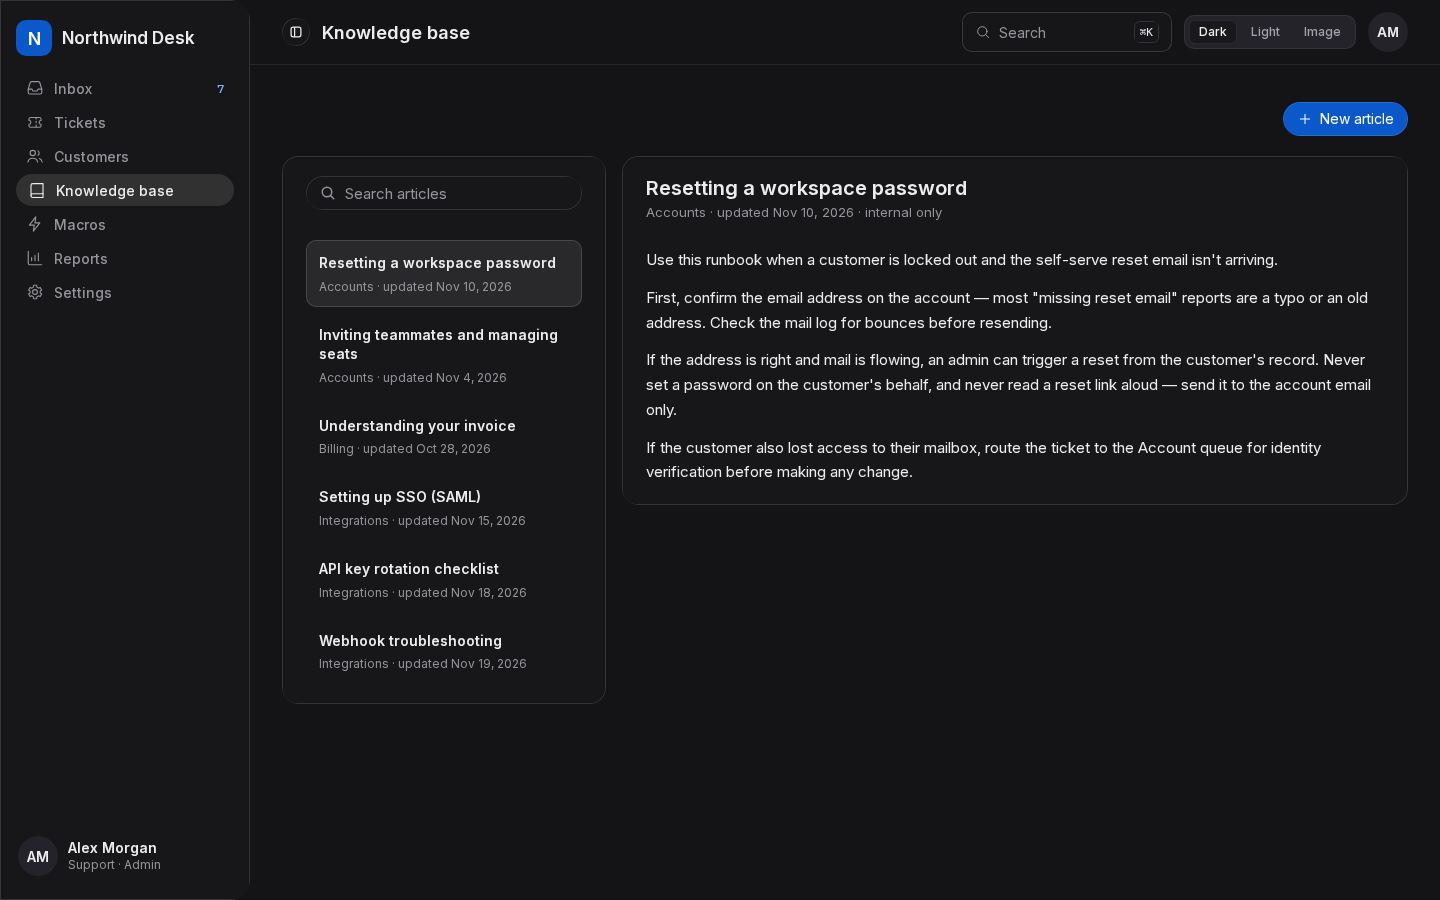 N Northwind Desk
Inbox 7
Tickets
Customers
Knowledge base
Macros
Reports
Settings
AM
Alex Morgan
Support · Admin
Knowledge base
Search ⌘K
Dark Light Image
AM
New article
Search articles
Resetting a workspace password
Accounts · updated Nov 10, 2026
Inviting teammates and managing
seats
Accounts · updated Nov 4, 2026
Understanding your invoice
Billing · updated Oct 28, 2026
Setting up SSO (SAML)
Integrations · updated Nov 15, 2026
API key rotation checklist
Integrations · updated Nov 18, 2026
Webhook troubleshooting
Integrations · updated Nov 19, 2026
Resetting a workspace password
Accounts · updated Nov 10, 2026 · internal only
Use this runbook when a customer is locked out and the self-serve reset email isn't arriving.
First, confirm the email address on the account — most "missing reset email" reports are a typo or an old
address. Check the mail log for bounces before resending.
If the address is right and mail is flowing, an admin can trigger a reset from the customer's record. Never
set a password on the customer's behalf, and never read a reset link aloud — send it to the account email
only.
If the customer also lost access to their mailbox, route the ticket to the Account queue for identity
verification before making any change.